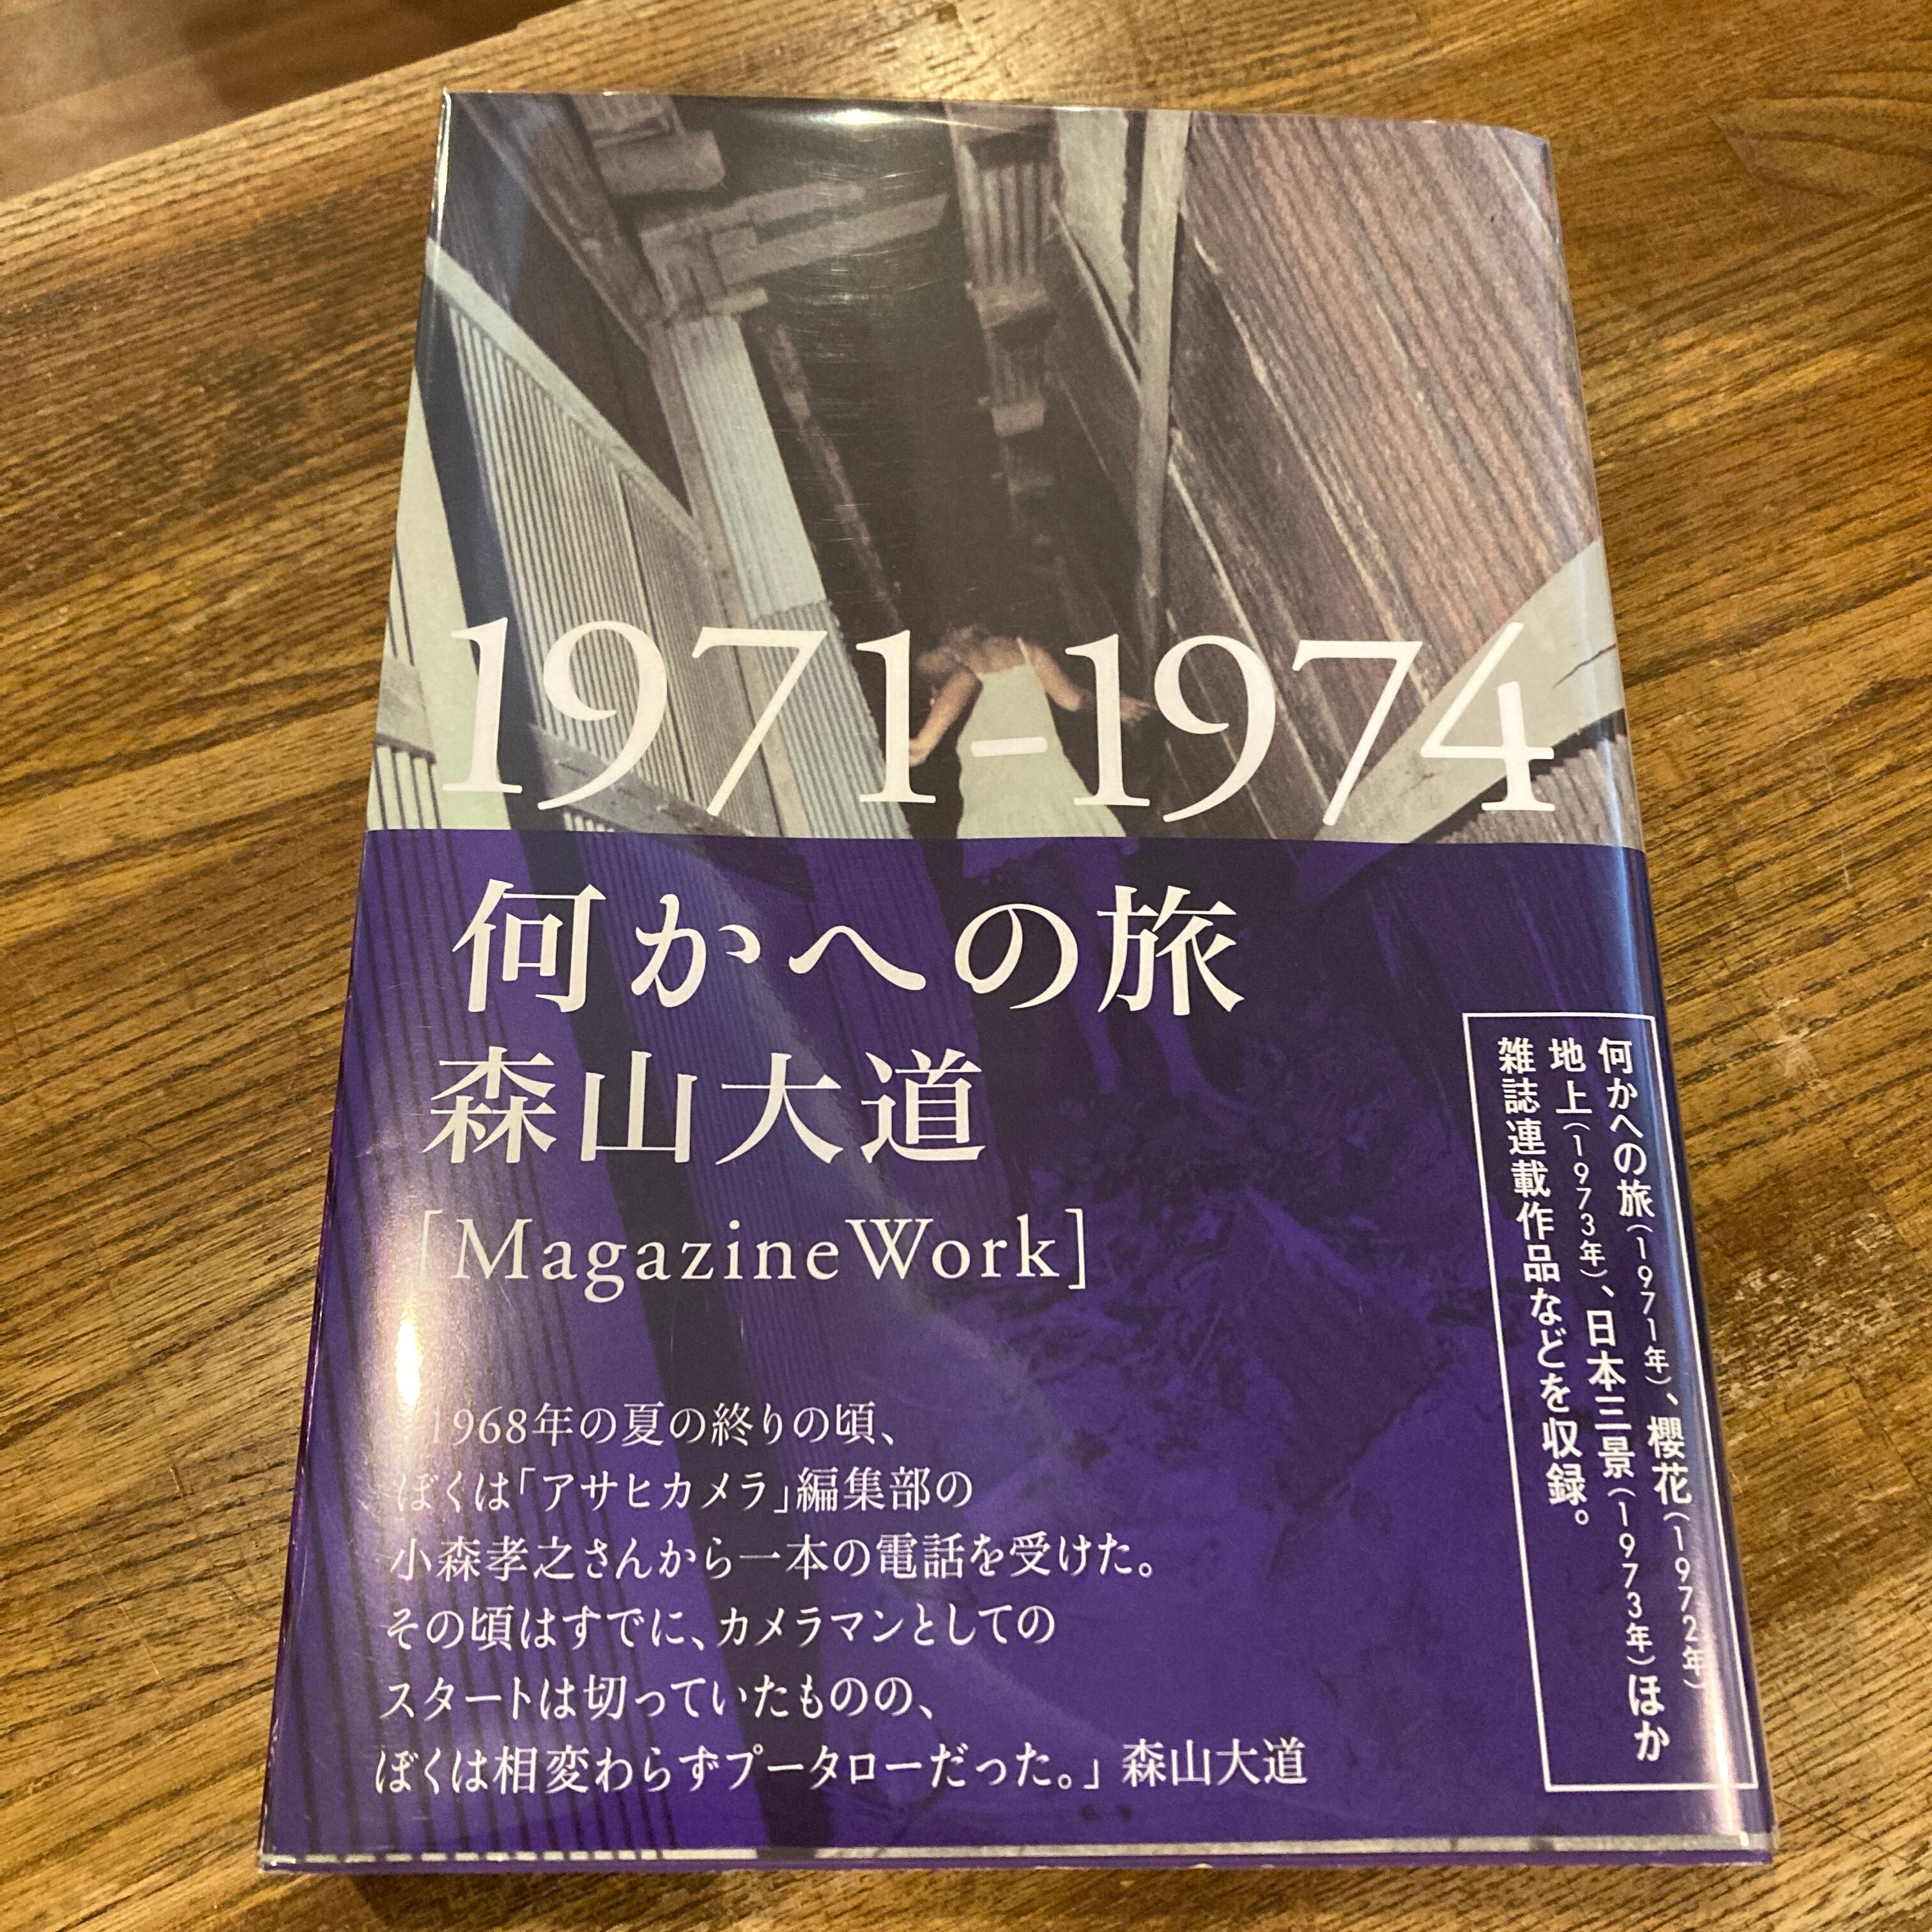 1971–1974
何かへの旅
森山大道
[Magazine Work]
1968年の夏の終りの頃、
ぼくは「アサヒカメラ」編集部の
小森孝之さんから一本の電話を受けた。
その頃はすでに、カメラマンとしての
スタートは切っていたものの、
ぼくは相変わらずプータローだった。」 森山大道
何かへの旅（1971年）、櫻花（1972年）
地上（1973年）、日本三景（1973年）ほか
雑誌連載作品などを収録。